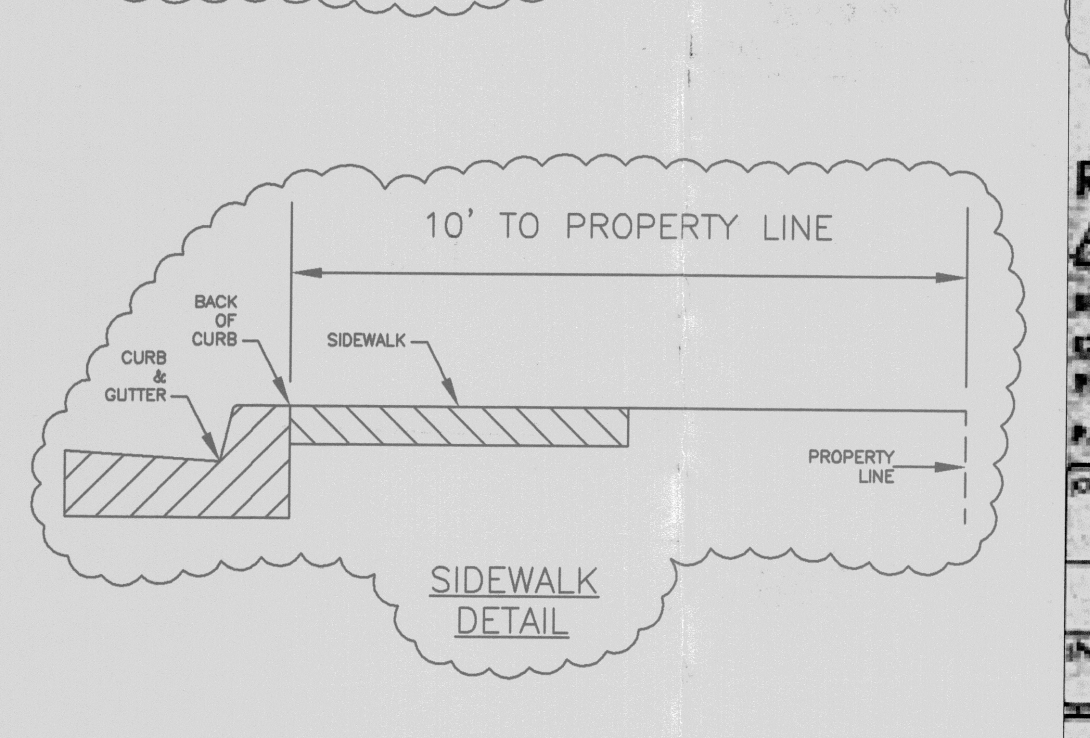 10' TO PROPERTY LINE
BACK
OF
CURB
SIDEWALK
CURB
&
GUTTER
PROPERTY
LINE
SIDEWALK
DETAIL